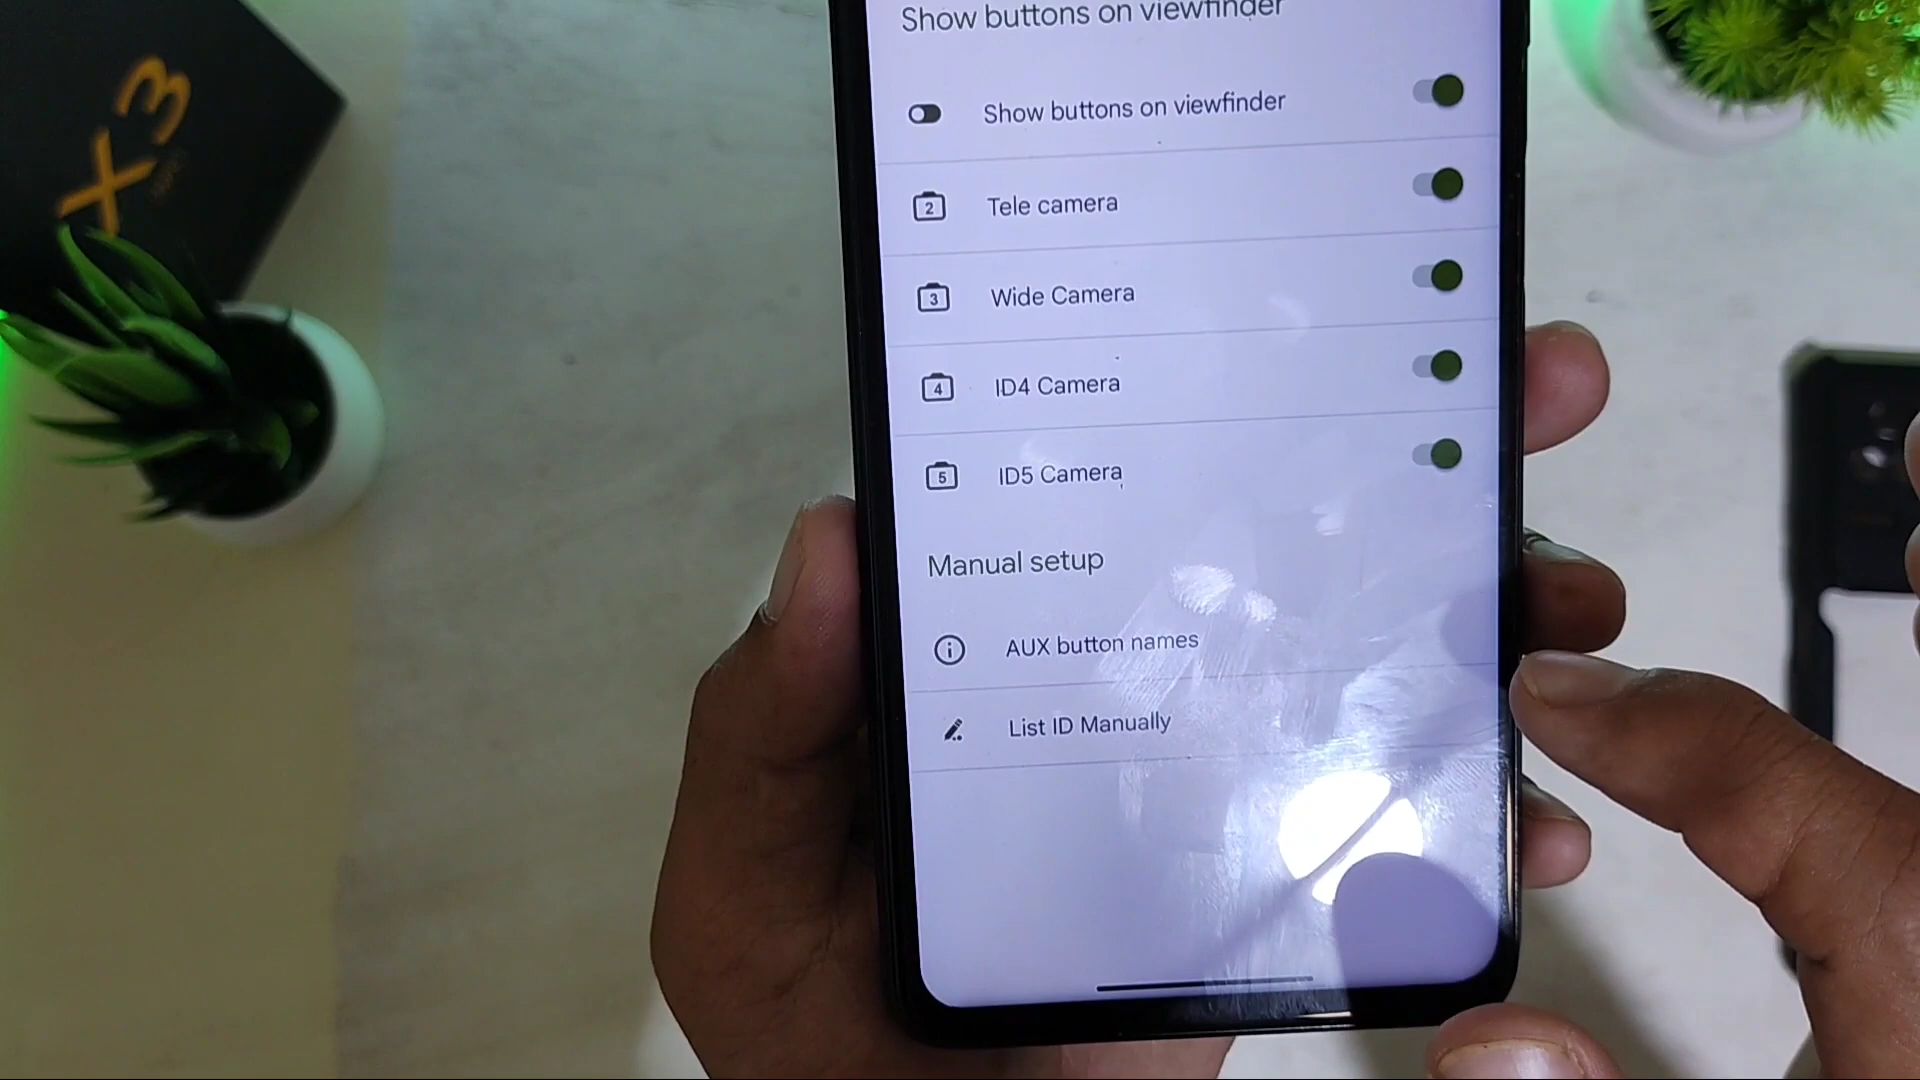 X3
Show buttons on viewfinder
Show buttons on viewfinder
2 Tele camera
3 Wide Camera
4 ID4 Camera
5 ID5 Camera
Manual setup
AUX button names
List ID Manually